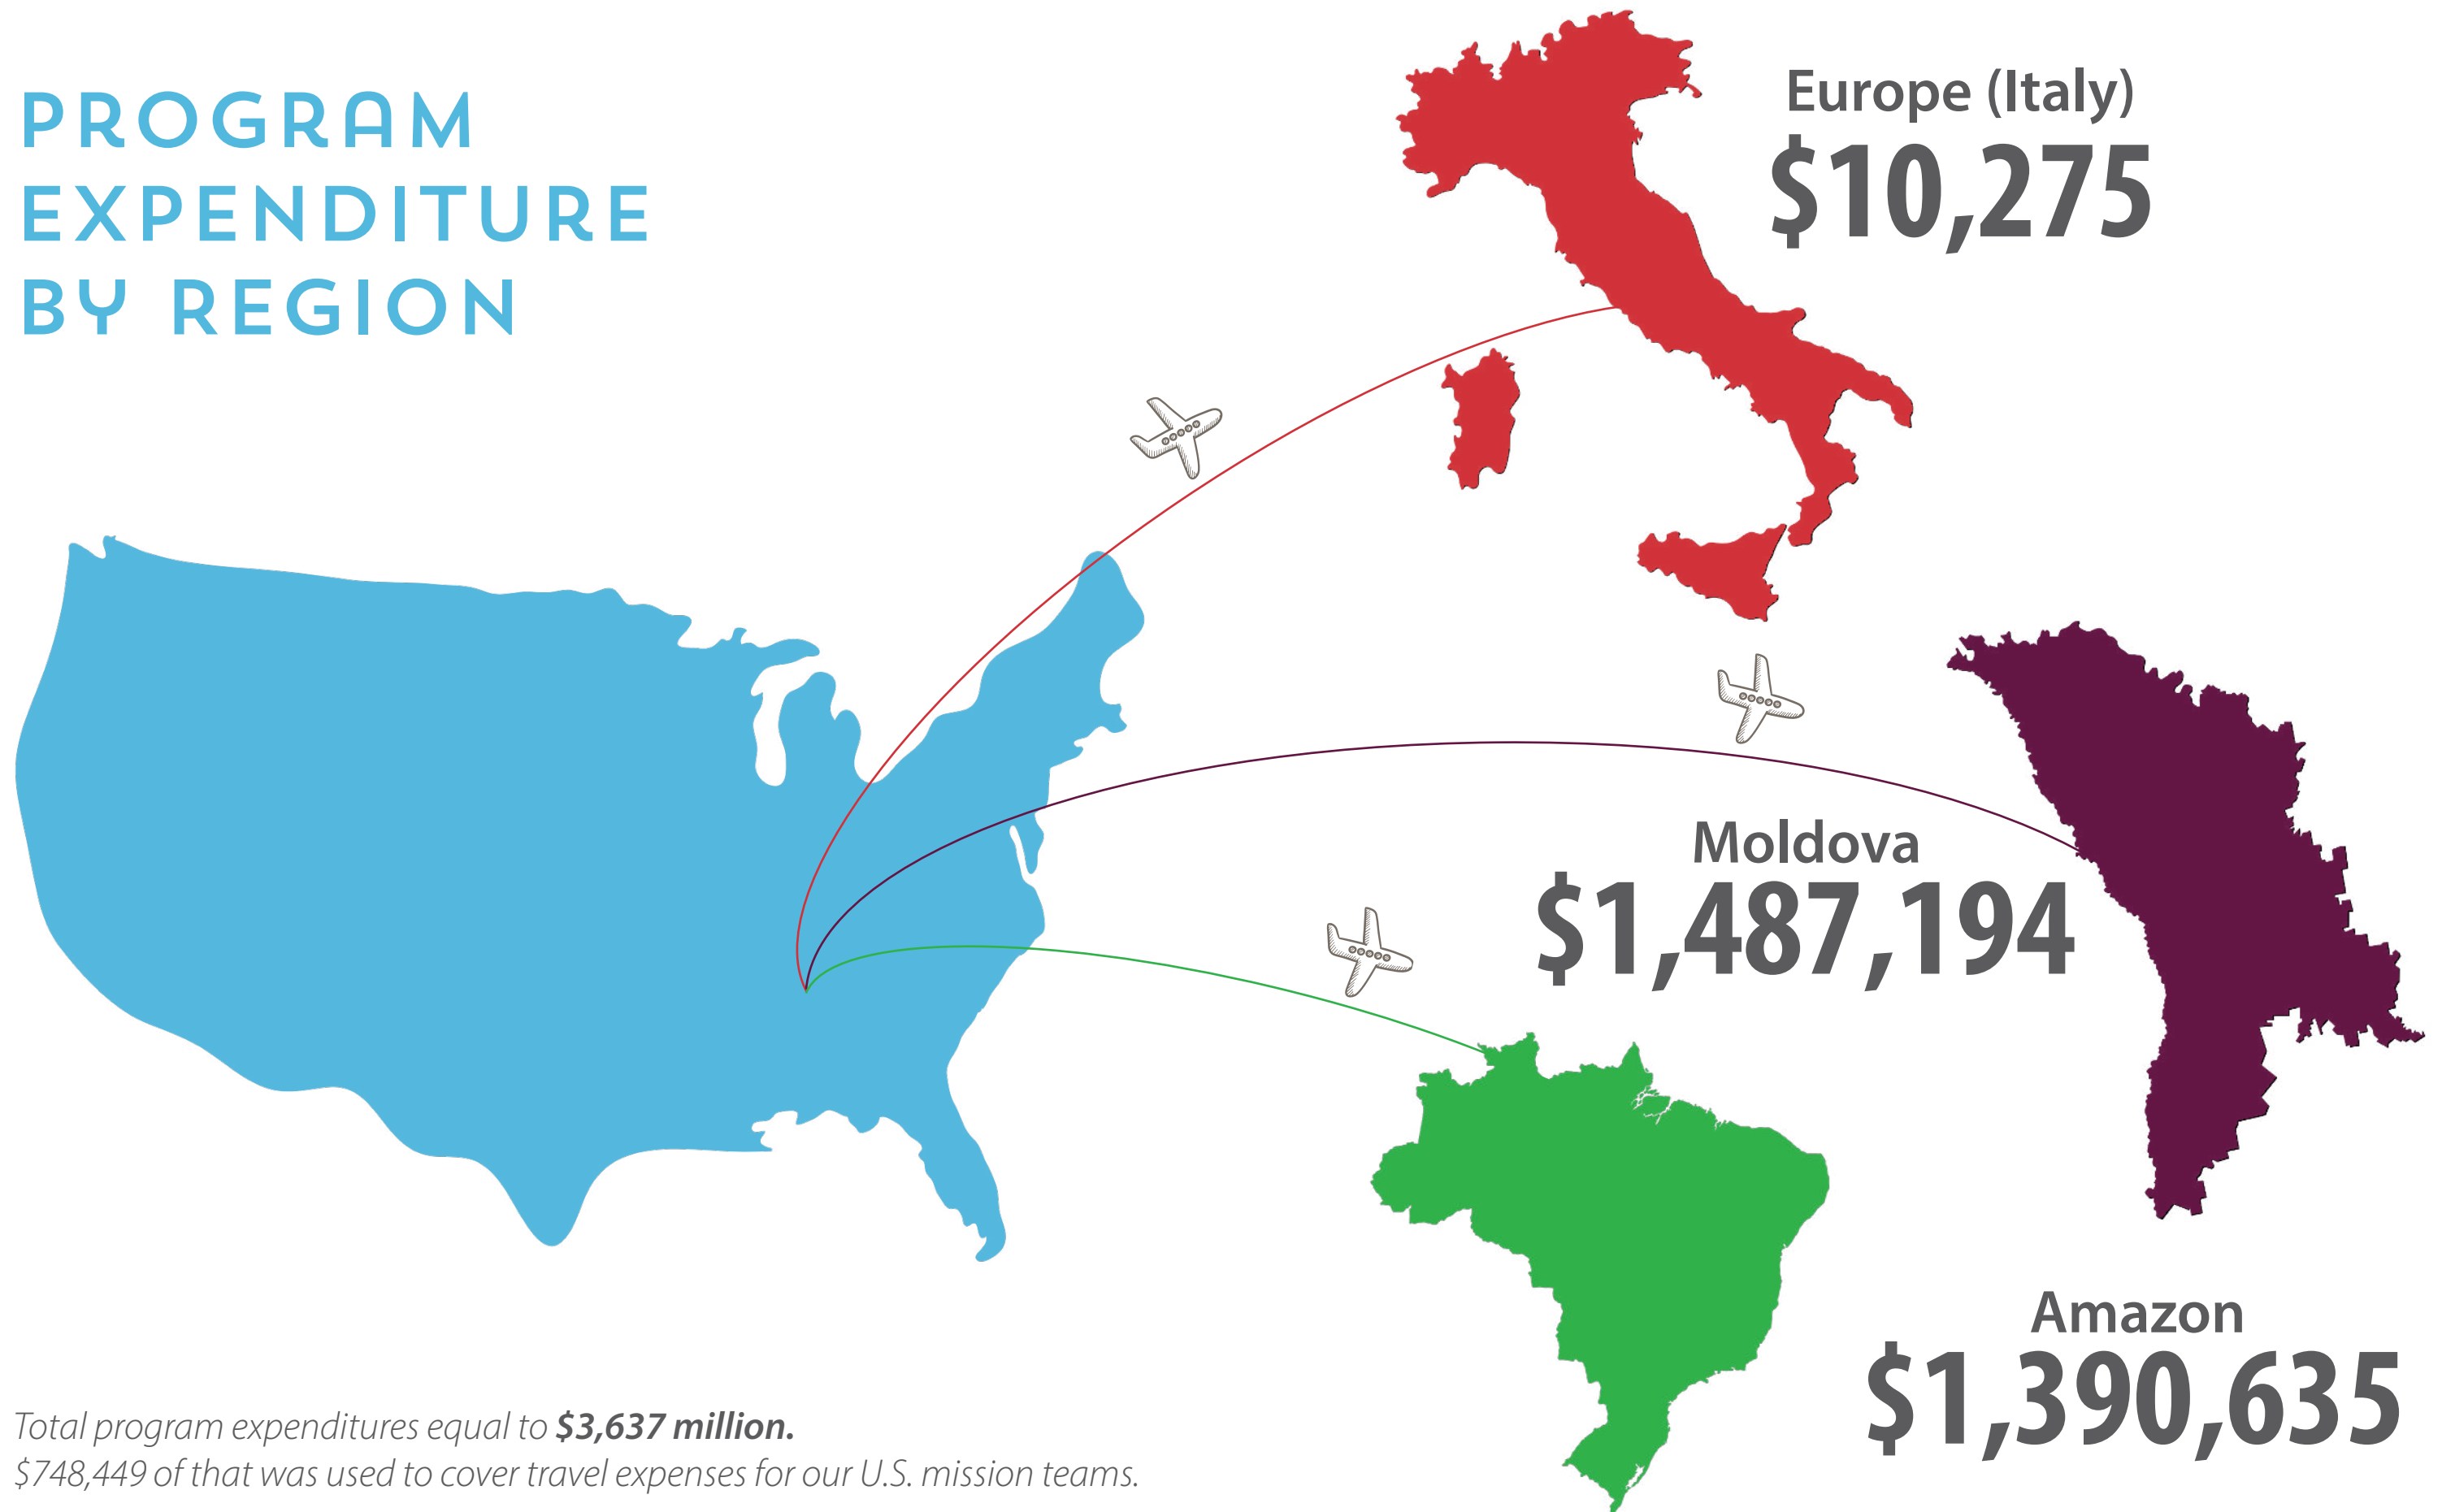 PROGRAM
EXPENDITURE
BY REGION
Europe (Italy)
$10,275
Moldova
$1,487,194
Amazon
$1,390,635
Total program expenditures equal to $3,637 million.
$748,449 of that was used to cover travel expenses for our U.S. mission teams.